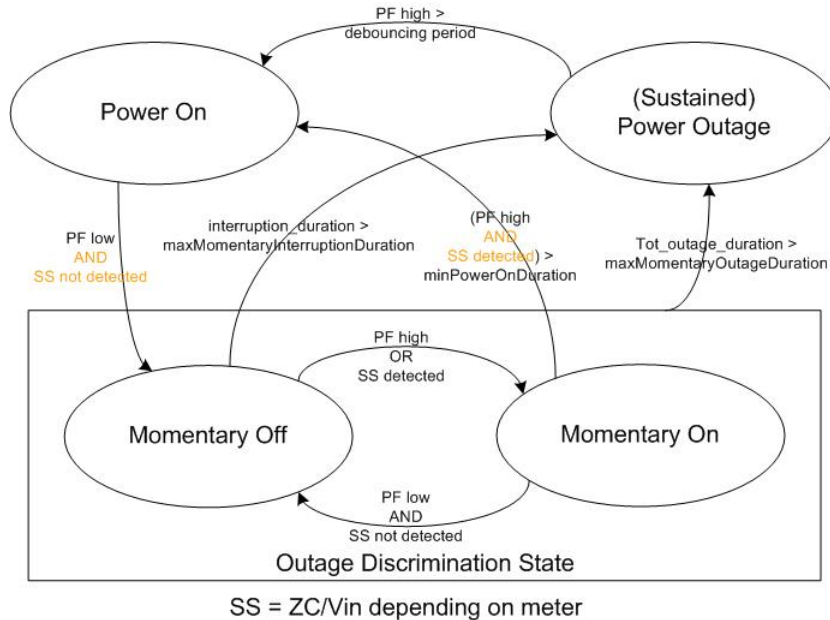 PF high >
debouncing period
Power On
(Sustained)
Power Outage
PF low
AND
SS not detected
interruption_duration >
maxMomentaryInterruptionDuration
(PF high
AND
SS detected) >
minPowerOnDuration
Tot_outage_duration >
maxMomentaryOutageDuration
PF high
OR
SS detected
Momentary Off
Momentary On
PF low
AND
SS not detected
Outage Discrimination State
SS = ZC/Vin depending on meter